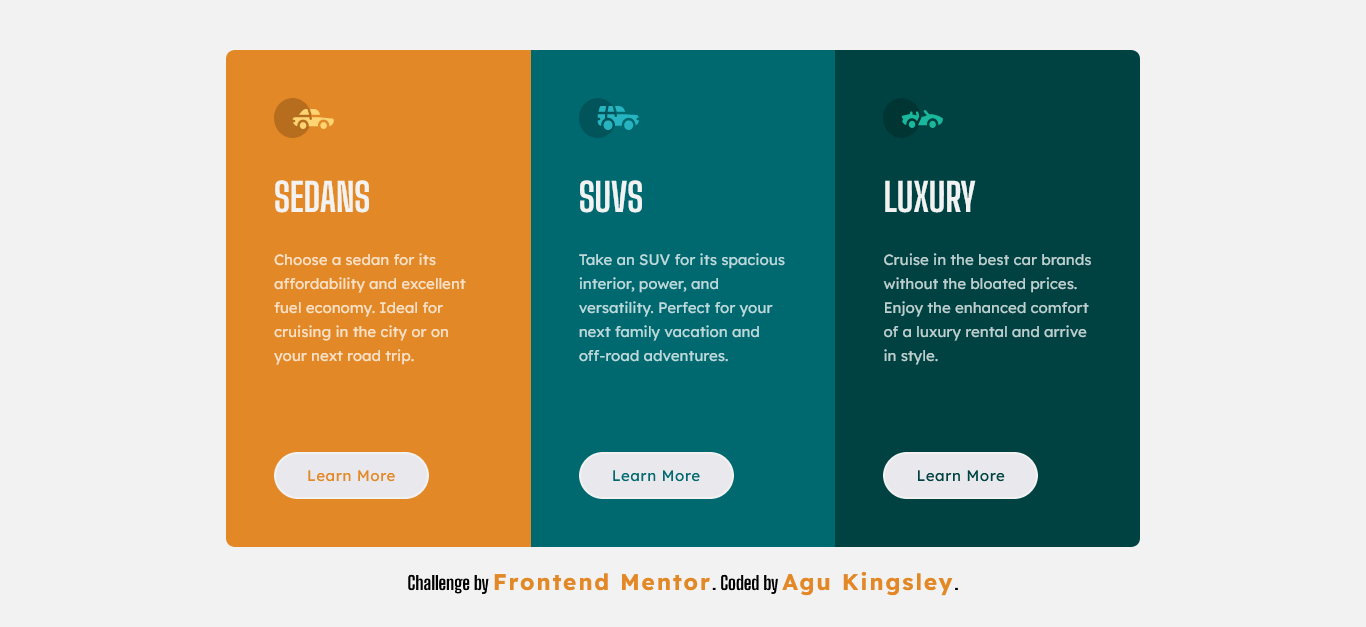 SEDANS
Choose a sedan for its
affordability and excellent
fuel economy. Ideal for
cruising in the city or on
your next road trip.
Learn More
SUVS
Take an SUV for its spacious
interior, power, and
versatility. Perfect for your
next family vacation and
off-road adventures.
Learn More
LUXURY
Cruise in the best car brands
without the bloated prices.
Enjoy the enhanced comfort
of a luxury rental and arrive
in style.
Learn More
Challenge by Frontend Mentor. Coded by Agu Kingsley.